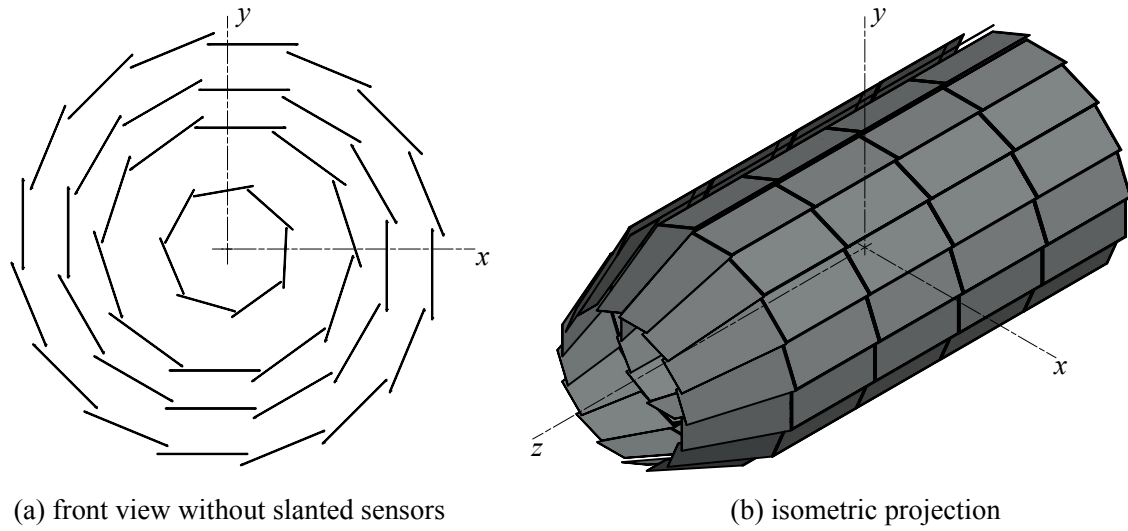 y
x
y
x
z
(a) front view without slanted sensors
(b) isometric projection